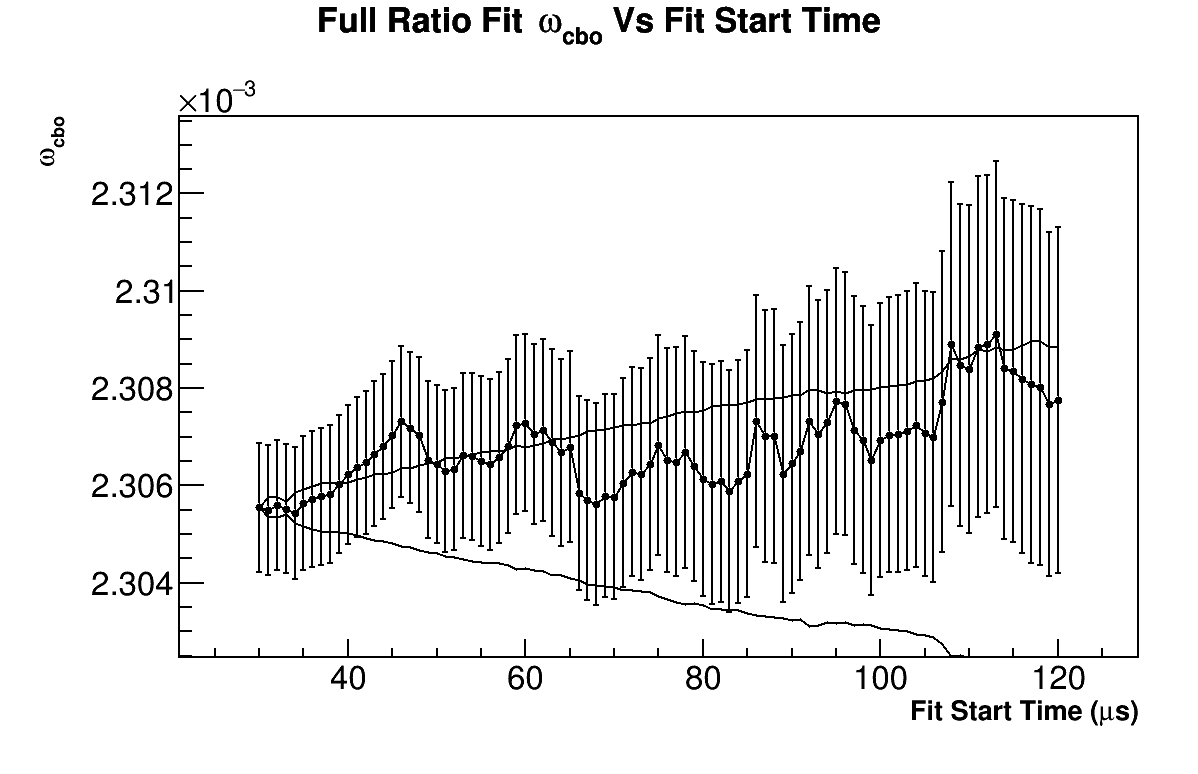 Full Ratio Fit ω_cbo Vs Fit Start Time
×10⁻³
ω_cbo
2.312
2.31
2.308
2.306
2.304
40 60 80 100 120
Fit Start Time (μs)